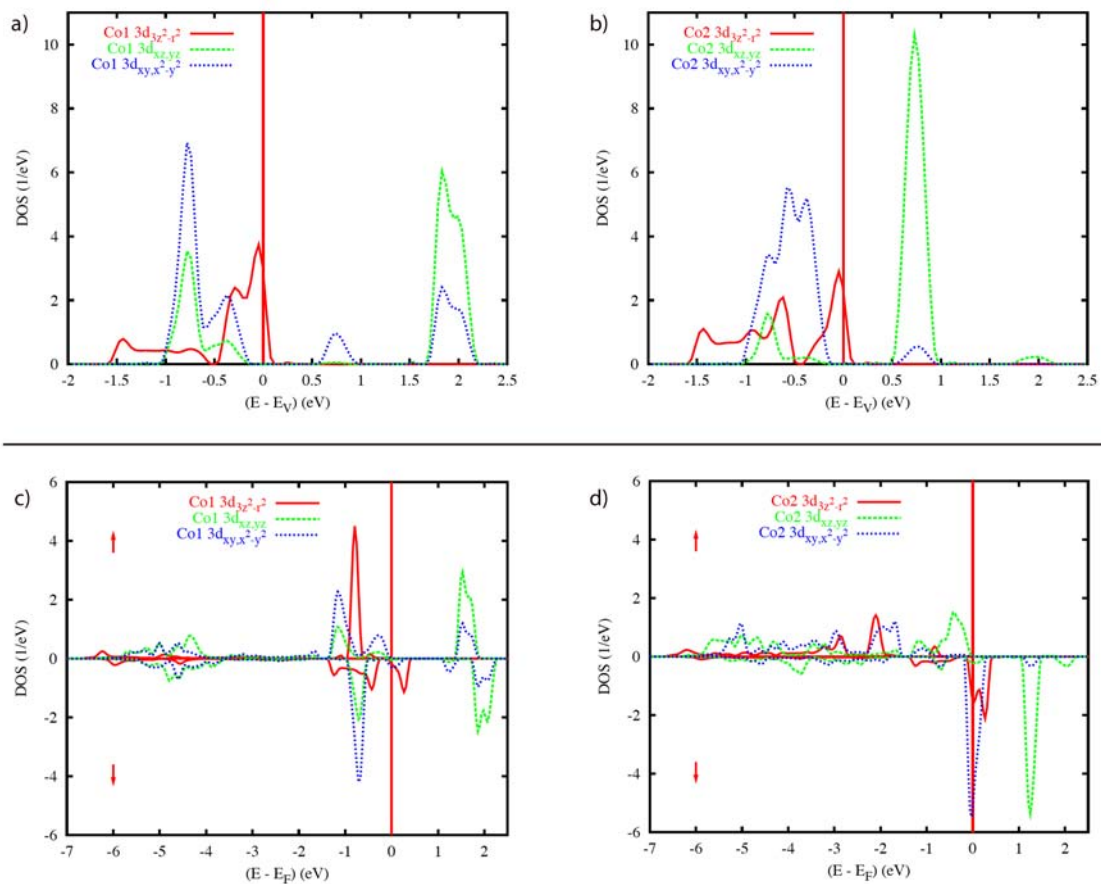 a)
Co1 3d3z²-r²
Co1 3dxz,yz
Co1 3dxy,x²-y²
DOS (1/eV)
10
8
6
4
2
0
-2 -1.5 -1 -0.5 0 0.5 1 1.5 2 2.5
(E - EV) (eV)
b)
Co2 3d3z²-r²
Co2 3dxz,yz
Co2 3dxy,x²-y²
DOS (1/eV)
10
8
6
4
2
0
-2 -1.5 -1 -0.5 0 0.5 1 1.5 2 2.5
(E - EV) (eV)
c)
Co1 3d3z²-r²
Co1 3dxz,yz
Co1 3dxy,x²-y²
DOS (1/eV)
6
4
2
0
-2
-4
-6
-7 -6 -5 -4 -3 -2 -1 0 1 2
(E - EF) (eV)
d)
Co2 3d3z²-r²
Co2 3dxz,yz
Co2 3dxy,x²-y²
DOS (1/eV)
6
4
2
0
-2
-4
-6
-7 -6 -5 -4 -3 -2 -1 0 1 2
(E - EF) (eV)